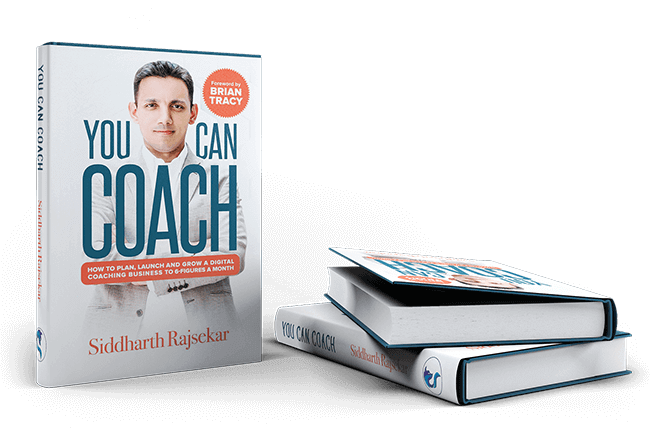 YOU CAN COACH
Siddharth Rajsekar
Foreword by
BRIAN
TRACY
YOU CAN
COACH
HOW TO PLAN, LAUNCH AND GROW A DIGITAL
COACHING BUSINESS TO 6-FIGURES A MONTH
Siddharth Rajsekar
YOU CAN COACH
Siddharth Rajsekar